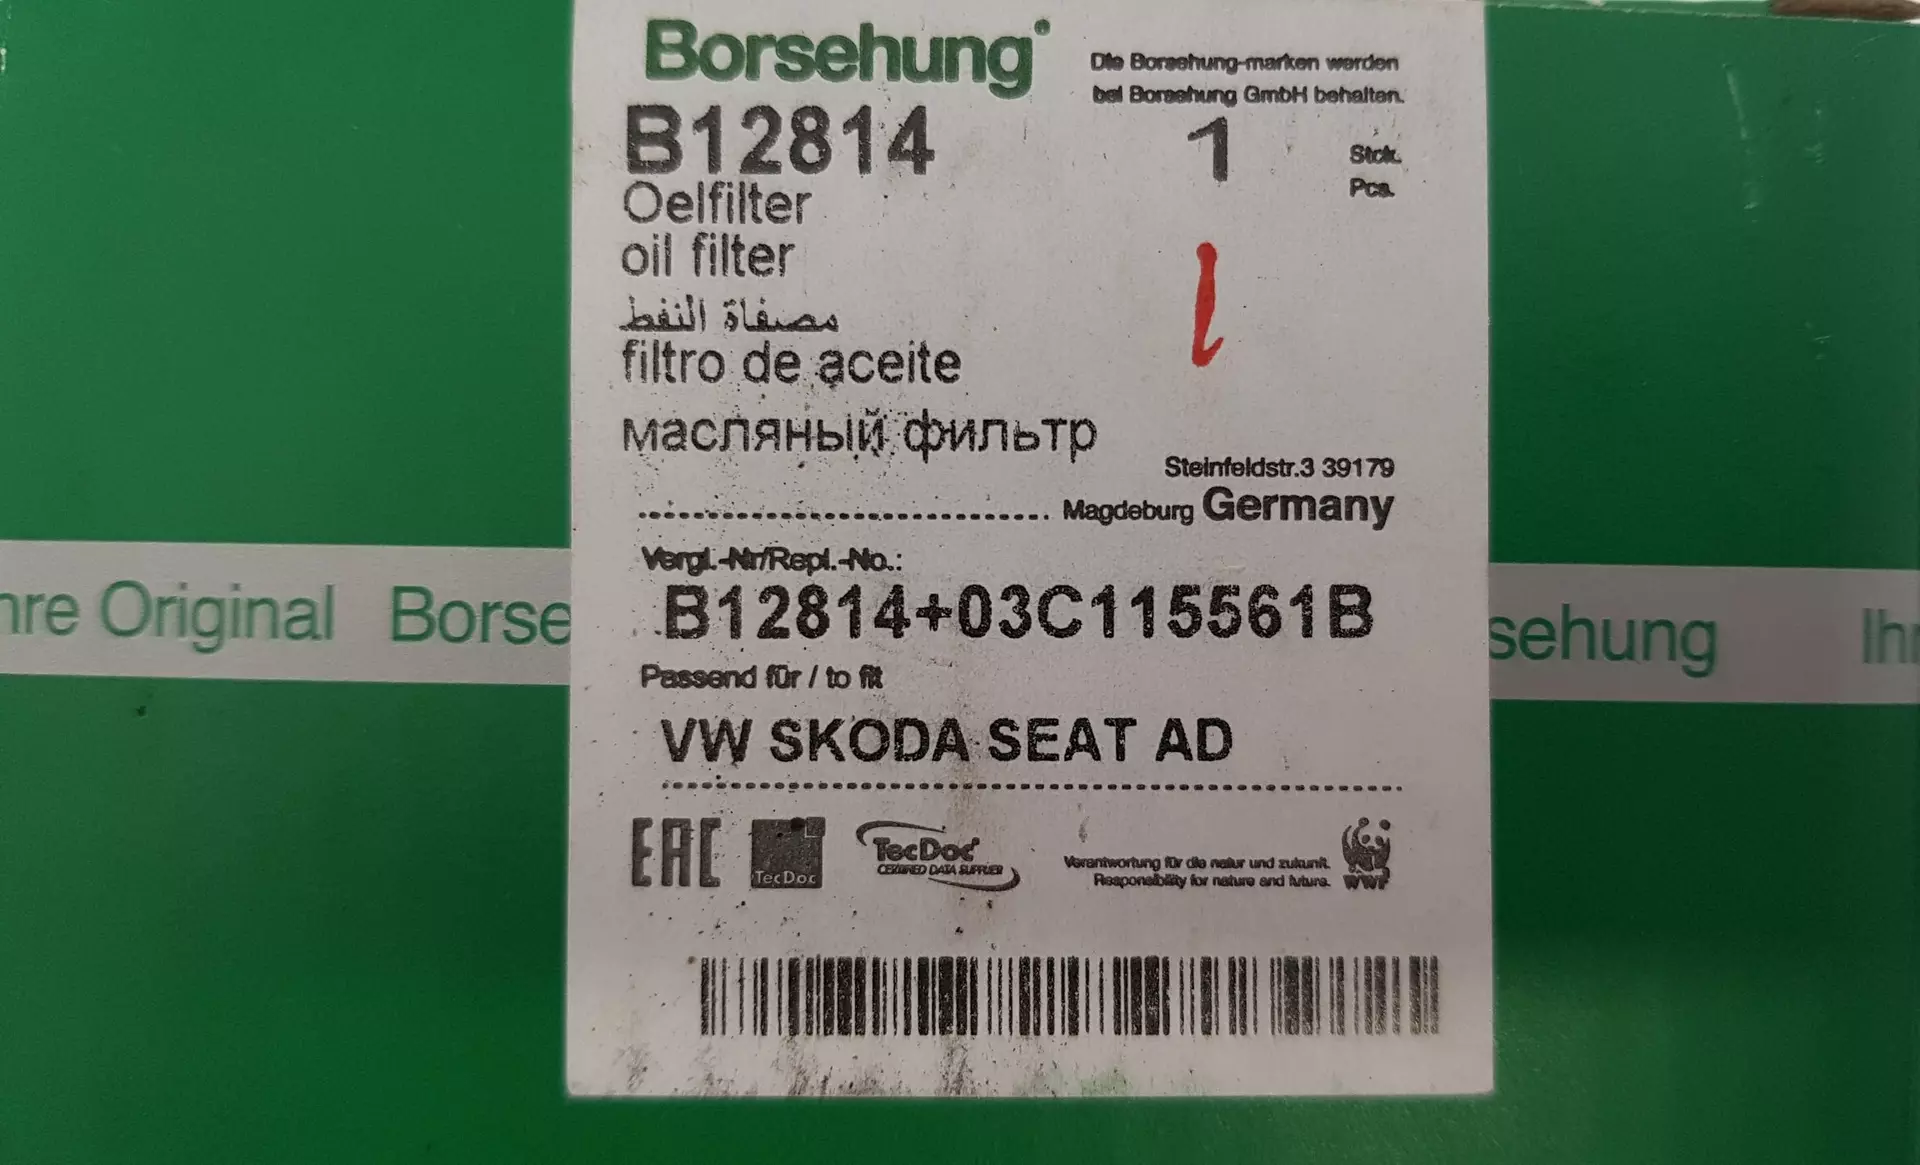 Borsehung®
Die Borsehung-marken werden
bei Borsehung GmbH behalten.
B12814
1
Stck.
Pcs.
Oelfilter
oil filter
مصفاة النفط
filtro de aceite
масляный фильтр
Steinfeldstr.3 39179
Magdeburg Germany
Vergl.-Nr/Repl.-No.:
B12814+03C115561B
Passend für / to fit
VW SKODA SEAT AD
EAC
TecDoc
TecDoc
CERTIFIED DATA SUPPLIER
Verantwortung für die natur und zukunft.
Responsibility for nature and future.
WWF
hre Original Borse
sehung Ihr